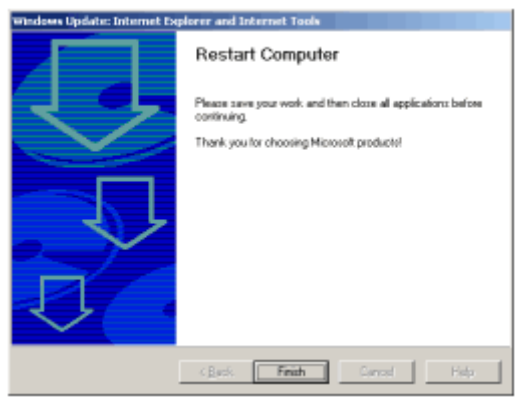 Windows Update: Internet Explorer and Internet Tools
Restart Computer
Please save your work and then close all applications before
continuing.
Thank you for choosing Microsoft products!
< Back Finish Cancel Help